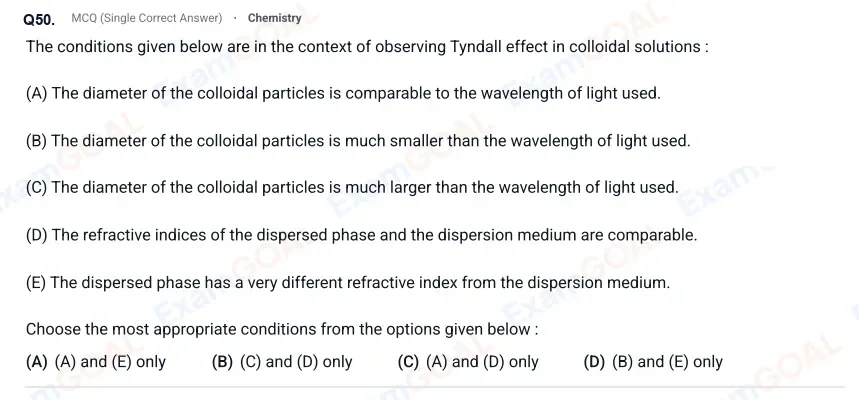 Q50. MCQ (Single Correct Answer) · Chemistry
The conditions given below are in the context of observing Tyndall effect in colloidal solutions :
(A) The diameter of the colloidal particles is comparable to the wavelength of light used.
(B) The diameter of the colloidal particles is much smaller than the wavelength of light used.
(C) The diameter of the colloidal particles is much larger than the wavelength of light used.
(D) The refractive indices of the dispersed phase and the dispersion medium are comparable.
(E) The dispersed phase has a very different refractive index from the dispersion medium.
Choose the most appropriate conditions from the options given below :
(A) (A) and (E) only (B) (C) and (D) only (C) (A) and (D) only (D) (B) and (E) only
ExamGOAL